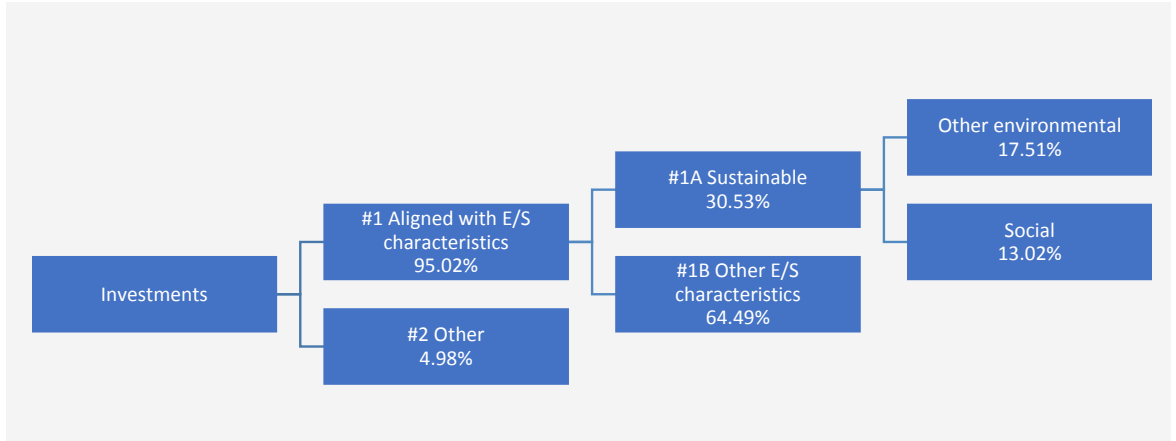 Investments
#1 Aligned with E/S
characteristics
95.02%
#2 Other
4.98%
#1A Sustainable
30.53%
#1B Other E/S
characteristics
64.49%
Other environmental
17.51%
Social
13.02%